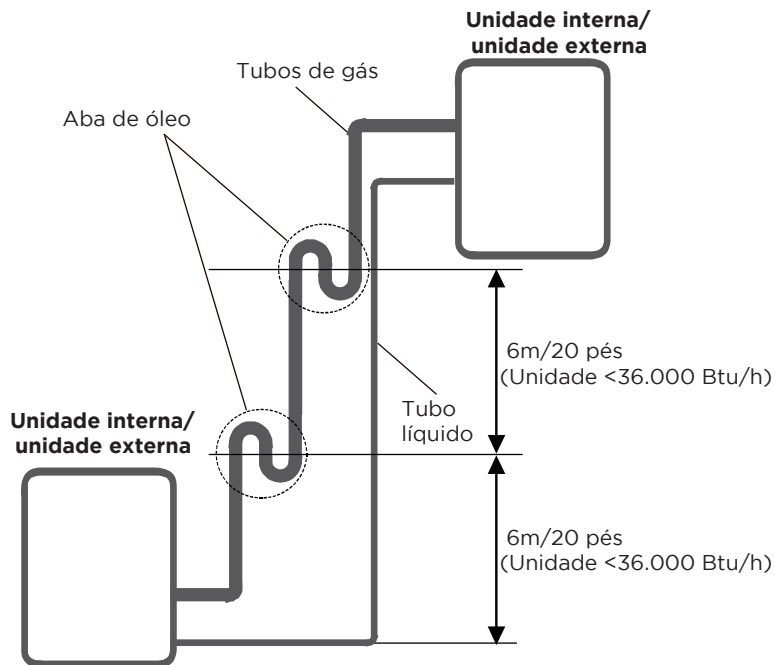 Unidade interna/
unidade externa
Tubos de gás
Aba de óleo
6m/20 pés
(Unidade <36.000 Btu/h)
Tubo
líquido
Unidade interna/
unidade externa
6m/20 pés
(Unidade <36.000 Btu/h)